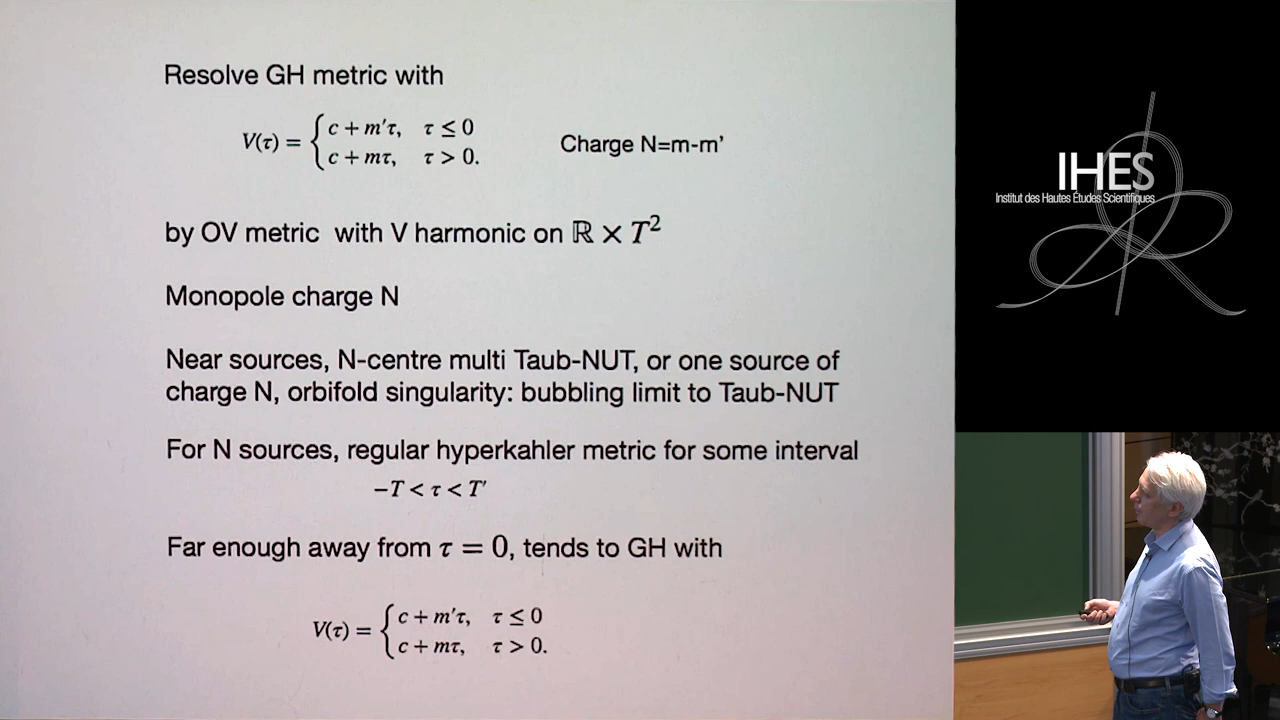 Resolve GH metric with
V(τ) = { c + m′τ, τ ≤ 0
c + mτ, τ > 0.
Charge N=m-m’
by OV metric with V harmonic on ℝ × T²
Monopole charge N
Near sources, N-centre multi Taub-NUT, or one source of
charge N, orbifold singularity: bubbling limit to Taub-NUT
For N sources, regular hyperkahler metric for some interval
−T < τ < T′
Far enough away from τ = 0, tends to GH with
V(τ) = { c + m′τ, τ ≤ 0
c + mτ, τ > 0.
IHES
Institut des Hautes Études Scientifiques